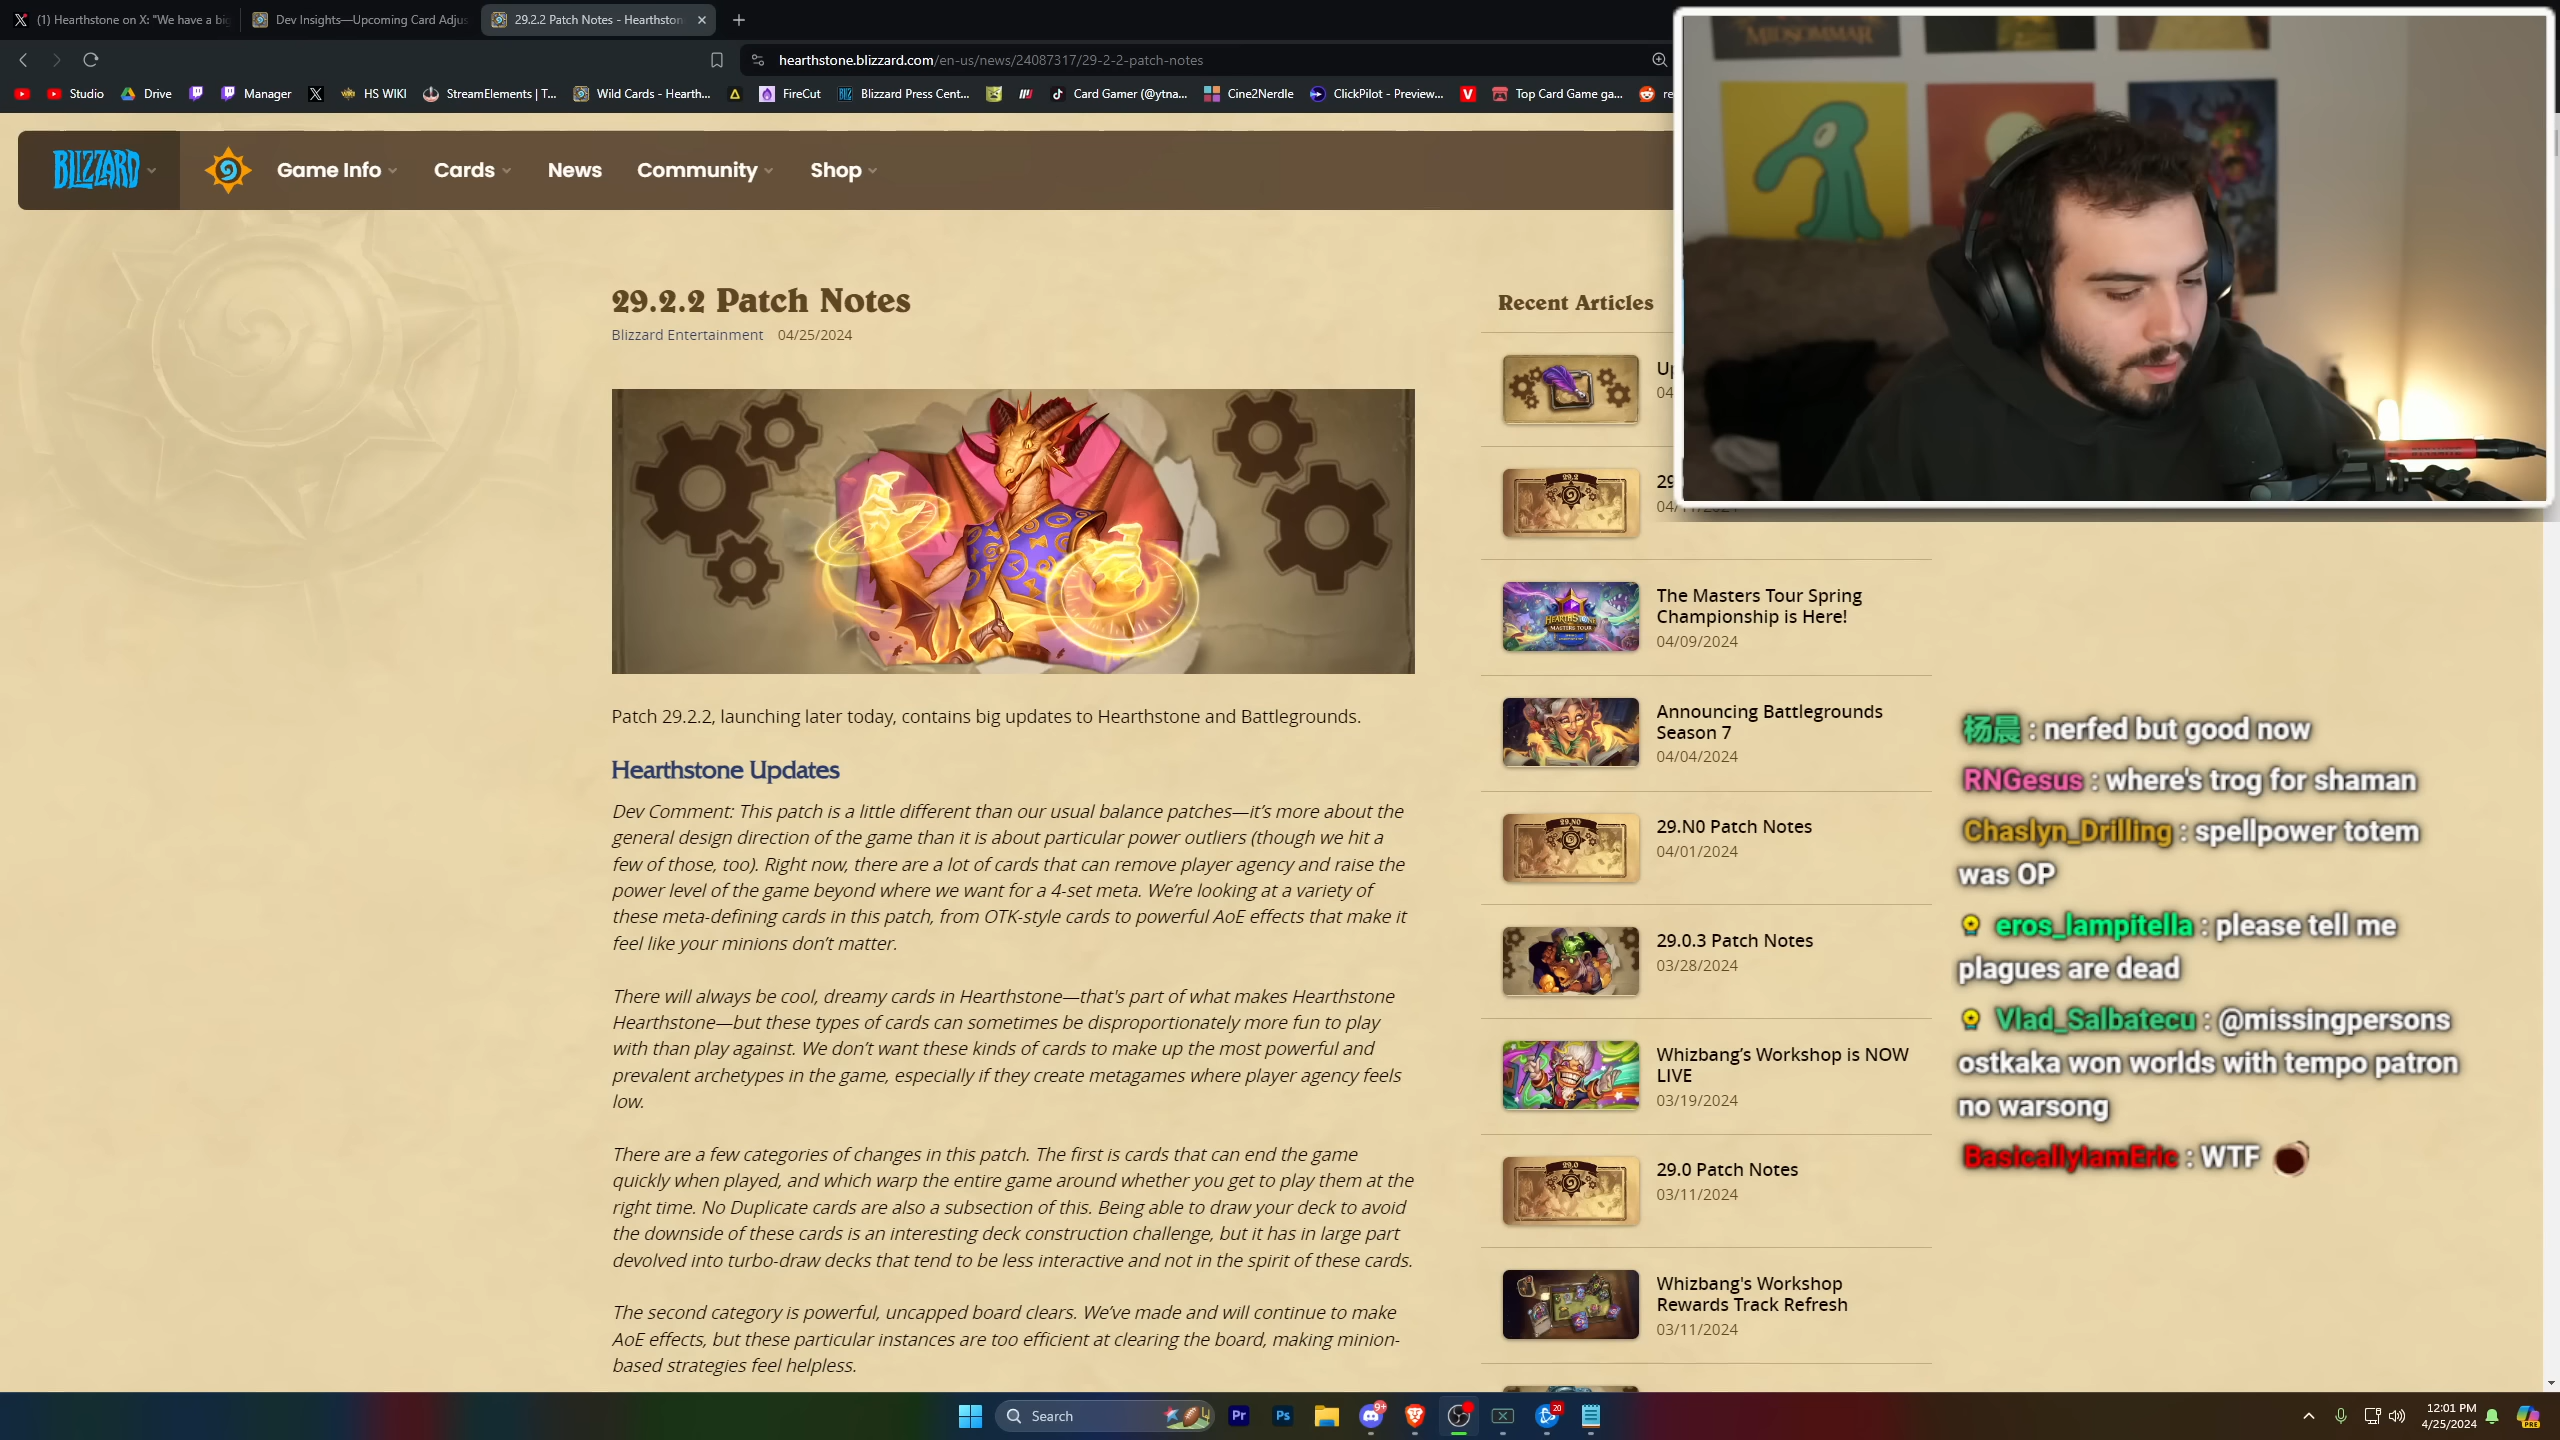 (1) Hearthstone on X: "We have a big
Dev Insights—Upcoming Card Adjus
29.2.2 Patch Notes - Hearthston
hearthstone.blizzard.com/en-us/news/24087317/29-2-2-patch-notes
Studio
Drive
Manager
HS WIKI
StreamElements | T...
Wild Cards - Hearth...
FireCut
Blizzard Press Cent...
Card Gamer (@ytna...
Cine2Nerdle
ClickPilot - Preview...
Top Card Game ga...
re
MIDSOMMAR
BLIZZARD
Game Info
Cards
News
Community
Shop
29.2.2 Patch Notes
Blizzard Entertainment 04/25/2024
Patch 29.2.2, launching later today, contains big updates to Hearthstone and Battlegrounds.
Hearthstone Updates
Dev Comment: This patch is a little different than our usual balance patches—it's more about the
general design direction of the game than it is about particular power outliers (though we hit a
few of those, too). Right now, there are a lot of cards that can remove player agency and raise the
power level of the game beyond where we want for a 4-set meta. We're looking at a variety of
these meta-defining cards in this patch, from OTK-style cards to powerful AoE effects that make it
feel like your minions don't matter.
There will always be cool, dreamy cards in Hearthstone—that's part of what makes Hearthstone
Hearthstone—but these types of cards can sometimes be disproportionately more fun to play
with than play against. We don't want these kinds of cards to make up the most powerful and
prevalent archetypes in the game, especially if they create metagames where player agency feels
low.
There are a few categories of changes in this patch. The first is cards that can end the game
quickly when played, and which warp the entire game around whether you get to play them at the
right time. No Duplicate cards are also a subsection of this. Being able to draw your deck to avoid
the downside of these cards is an interesting deck construction challenge, but it has in large part
devolved into turbo-draw decks that tend to be less interactive and not in the spirit of these cards.
The second category is powerful, uncapped board clears. We've made and will continue to make
AoE effects, but these particular instances are too efficient at clearing the board, making minion-
based strategies feel helpless.
Recent Articles
Up
04
29.2
29
04/11/2024
HEARTHSTONE
MASTERS TOUR
The Masters Tour Spring
Championship is Here!
04/09/2024
Announcing Battlegrounds
Season 7
04/04/2024
29.N0
29.N0 Patch Notes
04/01/2024
29.0.3 Patch Notes
03/28/2024
Whizbang's Workshop is NOW
LIVE
03/19/2024
29.0
29.0 Patch Notes
03/11/2024
Whizbang's Workshop
Rewards Track Refresh
03/11/2024
杨晨 : nerfed but good now
RNGesus : where's trog for shaman
Chaslyn_Drilling : spellpower totem
was OP
eros_lampitella : please tell me
plagues are dead
Vlad_Salbatecu : @missingpersons
ostkaka won worlds with tempo patron
no warsong
BasicallyIamEric : WTF
Search
Pr
Ps
9+
20
12:01 PM
4/25/2024
PRE